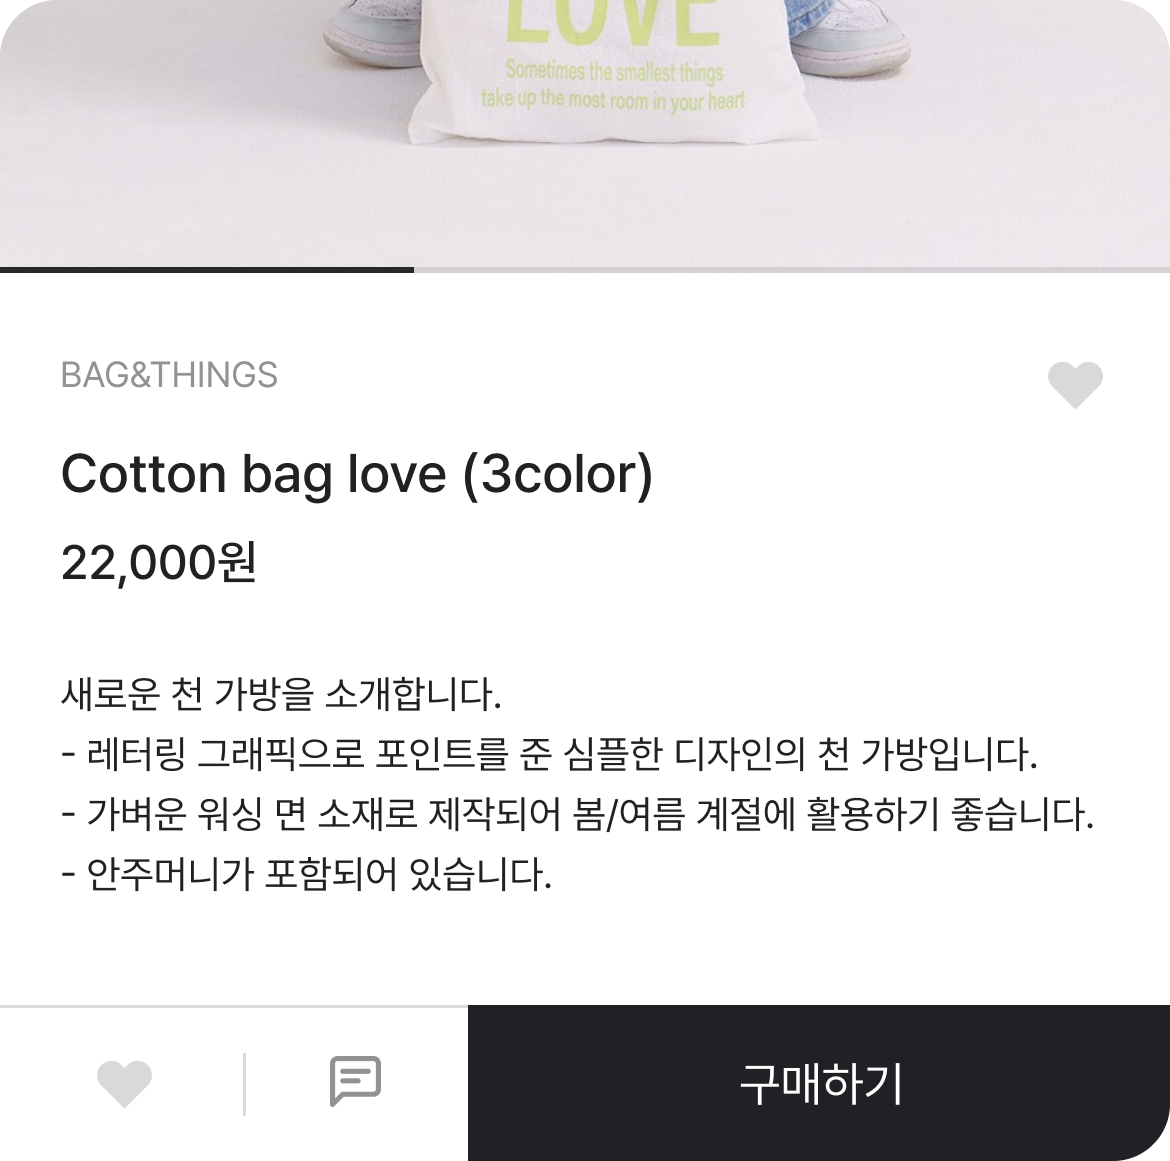 LOVE
Sometimes the smallest things
take up the most room in your heart
BAG&THINGS
Cotton bag love (3color)
22,000원
새로운 천 가방을 소개합니다.
- 레터링 그래픽으로 포인트를 준 심플한 디자인의 천 가방입니다.
- 가벼운 워싱 면 소재로 제작되어 봄/여름 계절에 활용하기 좋습니다.
- 안주머니가 포함되어 있습니다.
구매하기